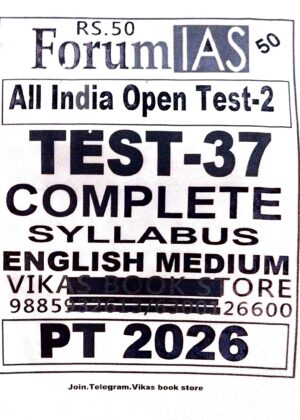 RS.50
ForumIAS 50
All India Open Test-2
TEST-37
COMPLETE
SYLLABUS
ENGLISH MEDIUM
VIKAS BOOK STORE
26600
PT 2026
Join.Telegram.Vikas book store